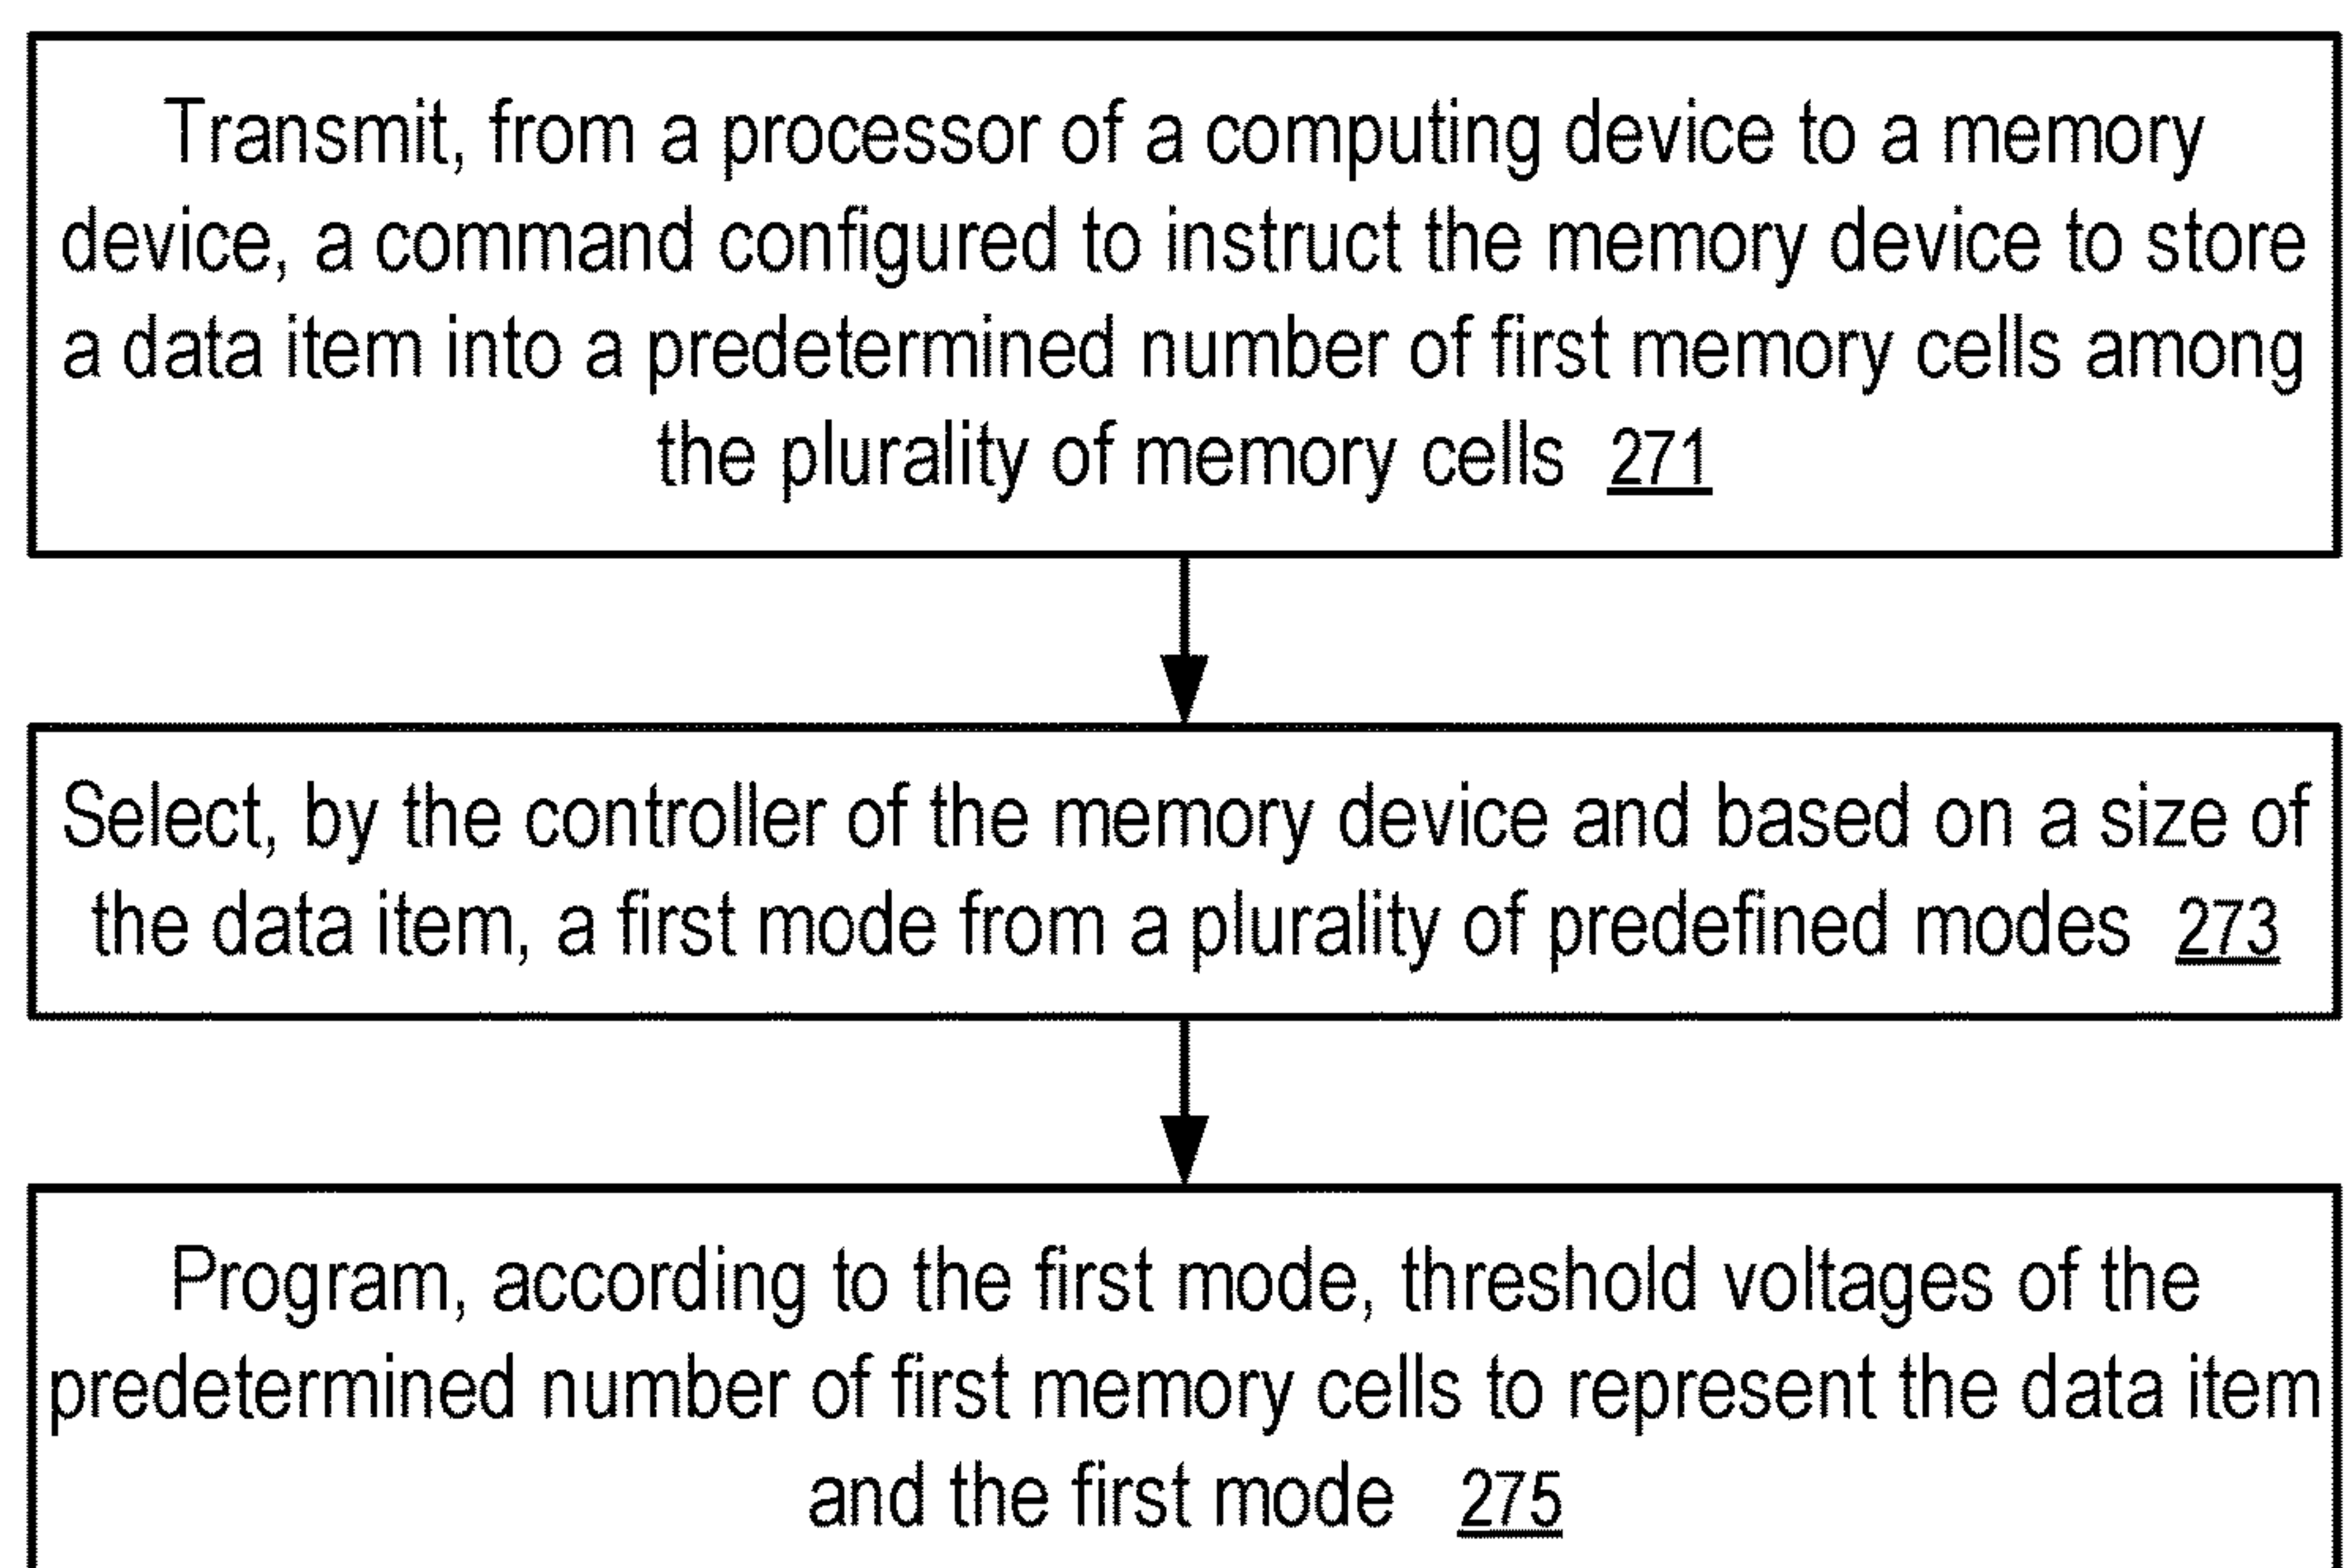 Transmit, from a processor of a computing device to a memory
device, a command configured to instruct the memory device to store
a data item into a predetermined number of first memory cells among
the plurality of memory cells 271
Select, by the controller of the memory device and based on a size of
the data item, a first mode from a plurality of predefined modes 273
Program, according to the first mode, threshold voltages of the
predetermined number of first memory cells to represent the data item
and the first mode 275